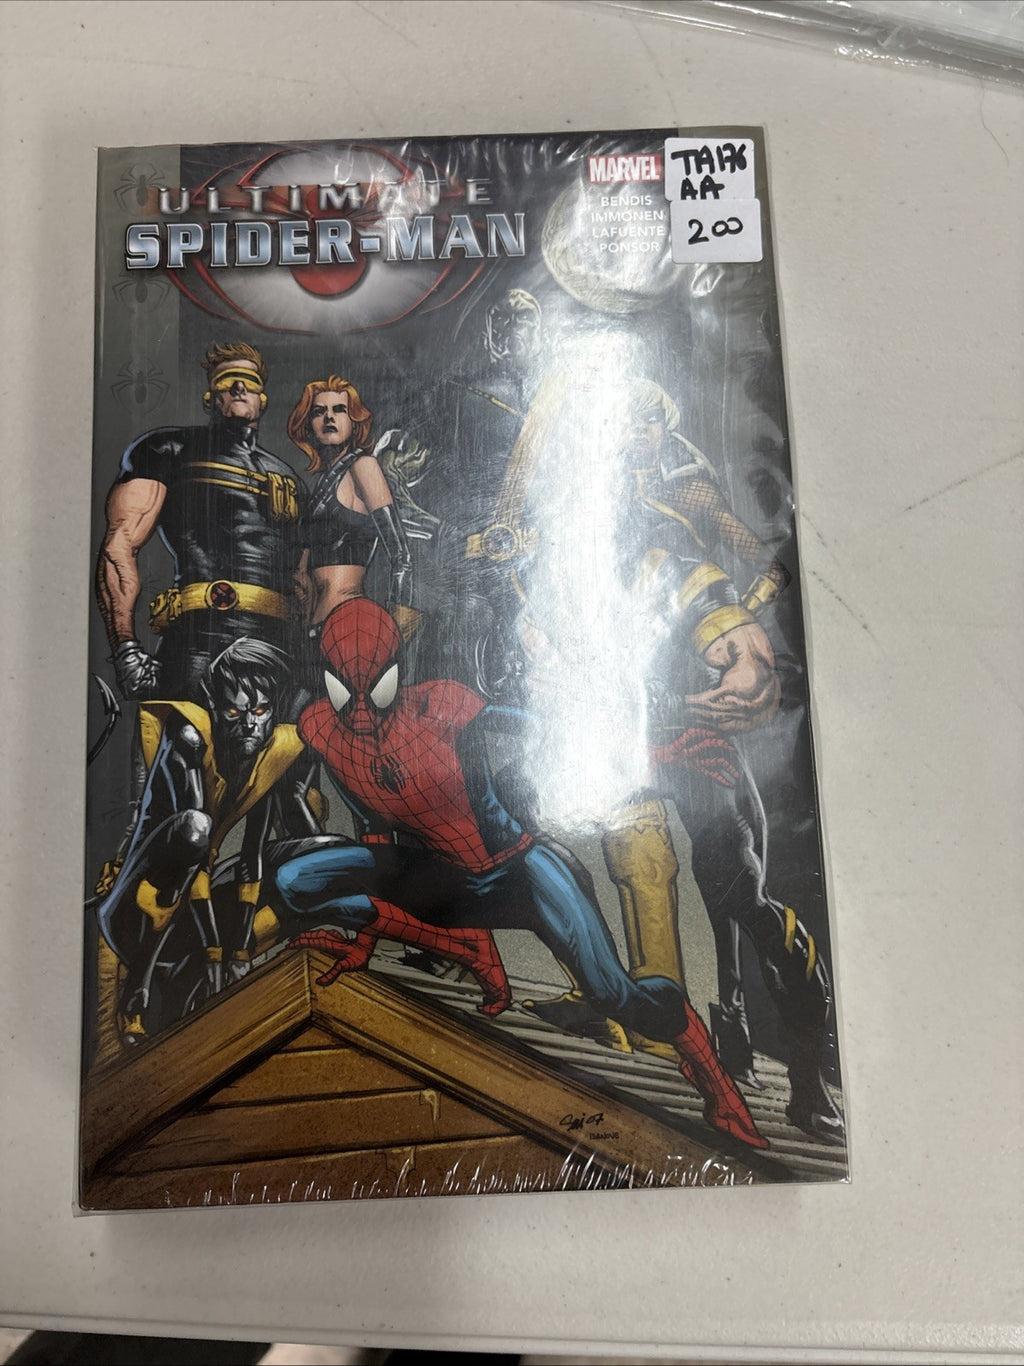 ULTIMATE
SPIDER-MAN
MARVEL
BENDIS
IMMONEN
LAFUENTE
PONSOR
TA176
AA
200